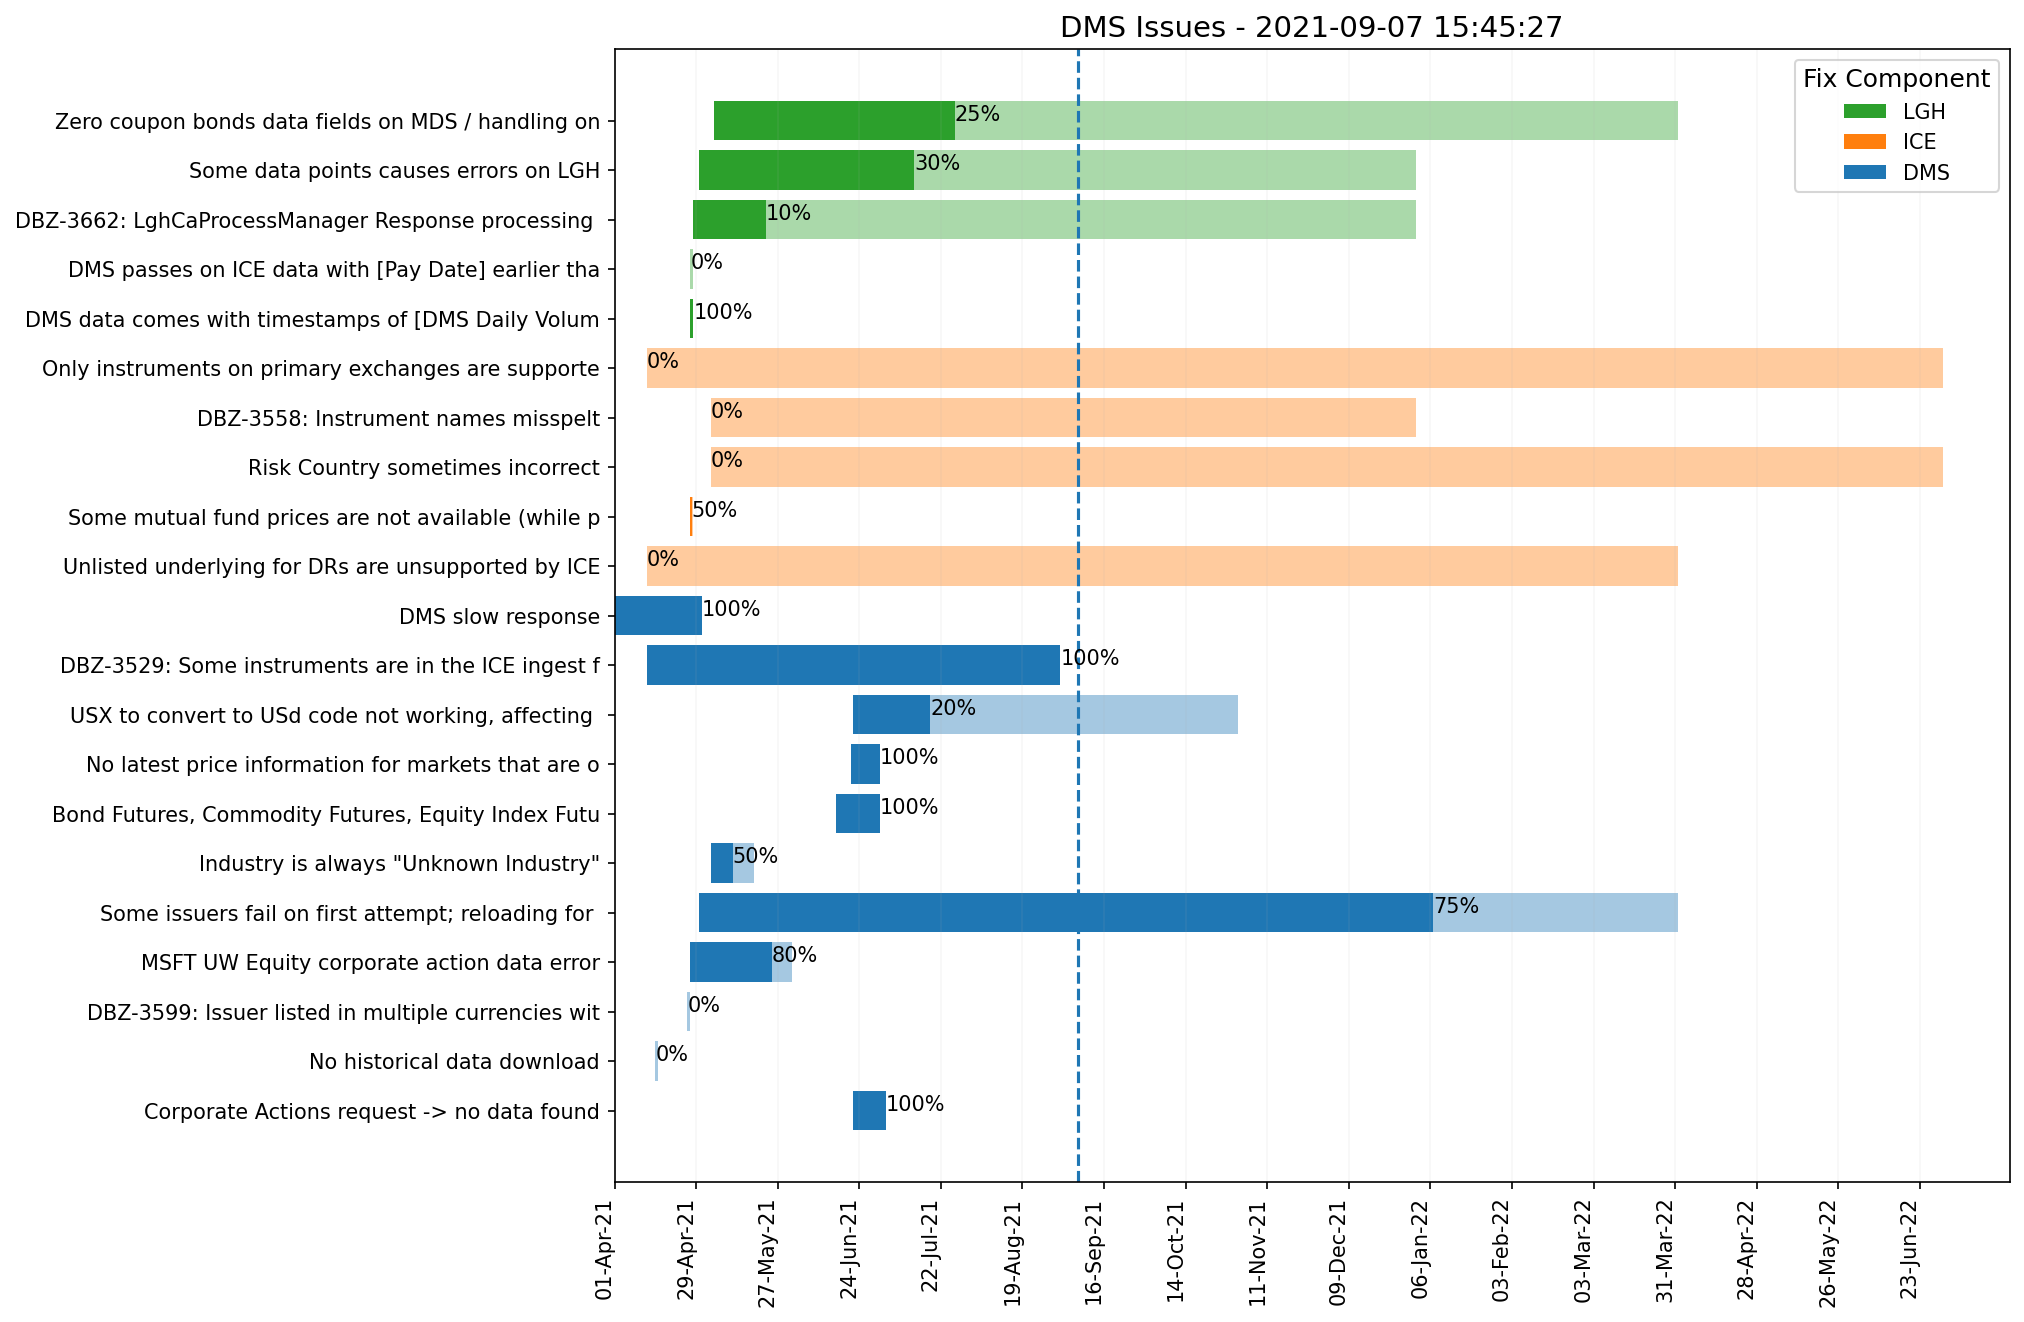 DMS Issues - 2021-09-07 15:45:27
Fix Component
LGH
ICE
DMS
Zero coupon bonds data fields on MDS / handling on
25%
Some data points causes errors on LGH
30%
DBZ-3662: LghCaProcessManager Response processing
10%
DMS passes on ICE data with [Pay Date] earlier tha
0%
DMS data comes with timestamps of [DMS Daily Volum
100%
Only instruments on primary exchanges are supporte
0%
DBZ-3558: Instrument names misspelt
0%
Risk Country sometimes incorrect
0%
Some mutual fund prices are not available (while p
50%
Unlisted underlying for DRs are unsupported by ICE
0%
DMS slow response
100%
DBZ-3529: Some instruments are in the ICE ingest f
100%
USX to convert to USd code not working, affecting
20%
No latest price information for markets that are o
100%
Bond Futures, Commodity Futures, Equity Index Futu
100%
Industry is always "Unknown Industry"
50%
Some issuers fail on first attempt; reloading for
75%
MSFT UW Equity corporate action data error
80%
DBZ-3599: Issuer listed in multiple currencies wit
0%
No historical data download
0%
Corporate Actions request -> no data found
100%
01-Apr-21
29-Apr-21
27-May-21
24-Jun-21
22-Jul-21
19-Aug-21
16-Sep-21
14-Oct-21
11-Nov-21
09-Dec-21
06-Jan-22
03-Feb-22
03-Mar-22
31-Mar-22
28-Apr-22
26-May-22
23-Jun-22